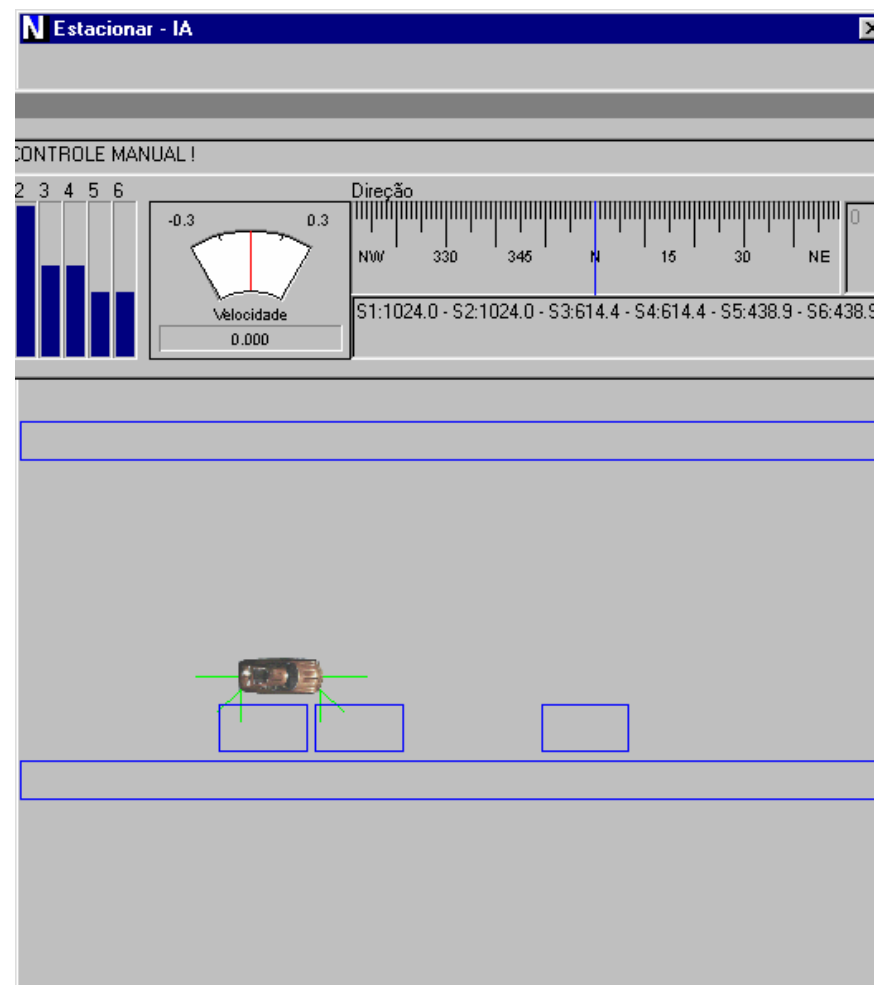 N Estacionar - IA
CONTROLE MANUAL !
2 3 4 5 6
-0.3 0.3
Velocidade
0.000
Direção
NW 330 345 N 15 30 NE
0
S1:1024.0 - S2:1024.0 - S3:614.4 - S4:614.4 - S5:438.9 - S6:438.9